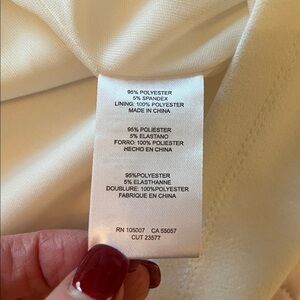 95% POLYESTER
5% SPANDEX
LINING: 100% POLYESTER
MADE IN CHINA
95% POLIESTER
5% ELASTANO
FORRO: 100% POLIESTER
HECHO EN CHINA
95%POLYESTER
5% ELASTHANNE
DOUBLURE: 100%POLYESTER
FABRIQUE EN CHINA
RN 105007 CA 55057
CUT 23577